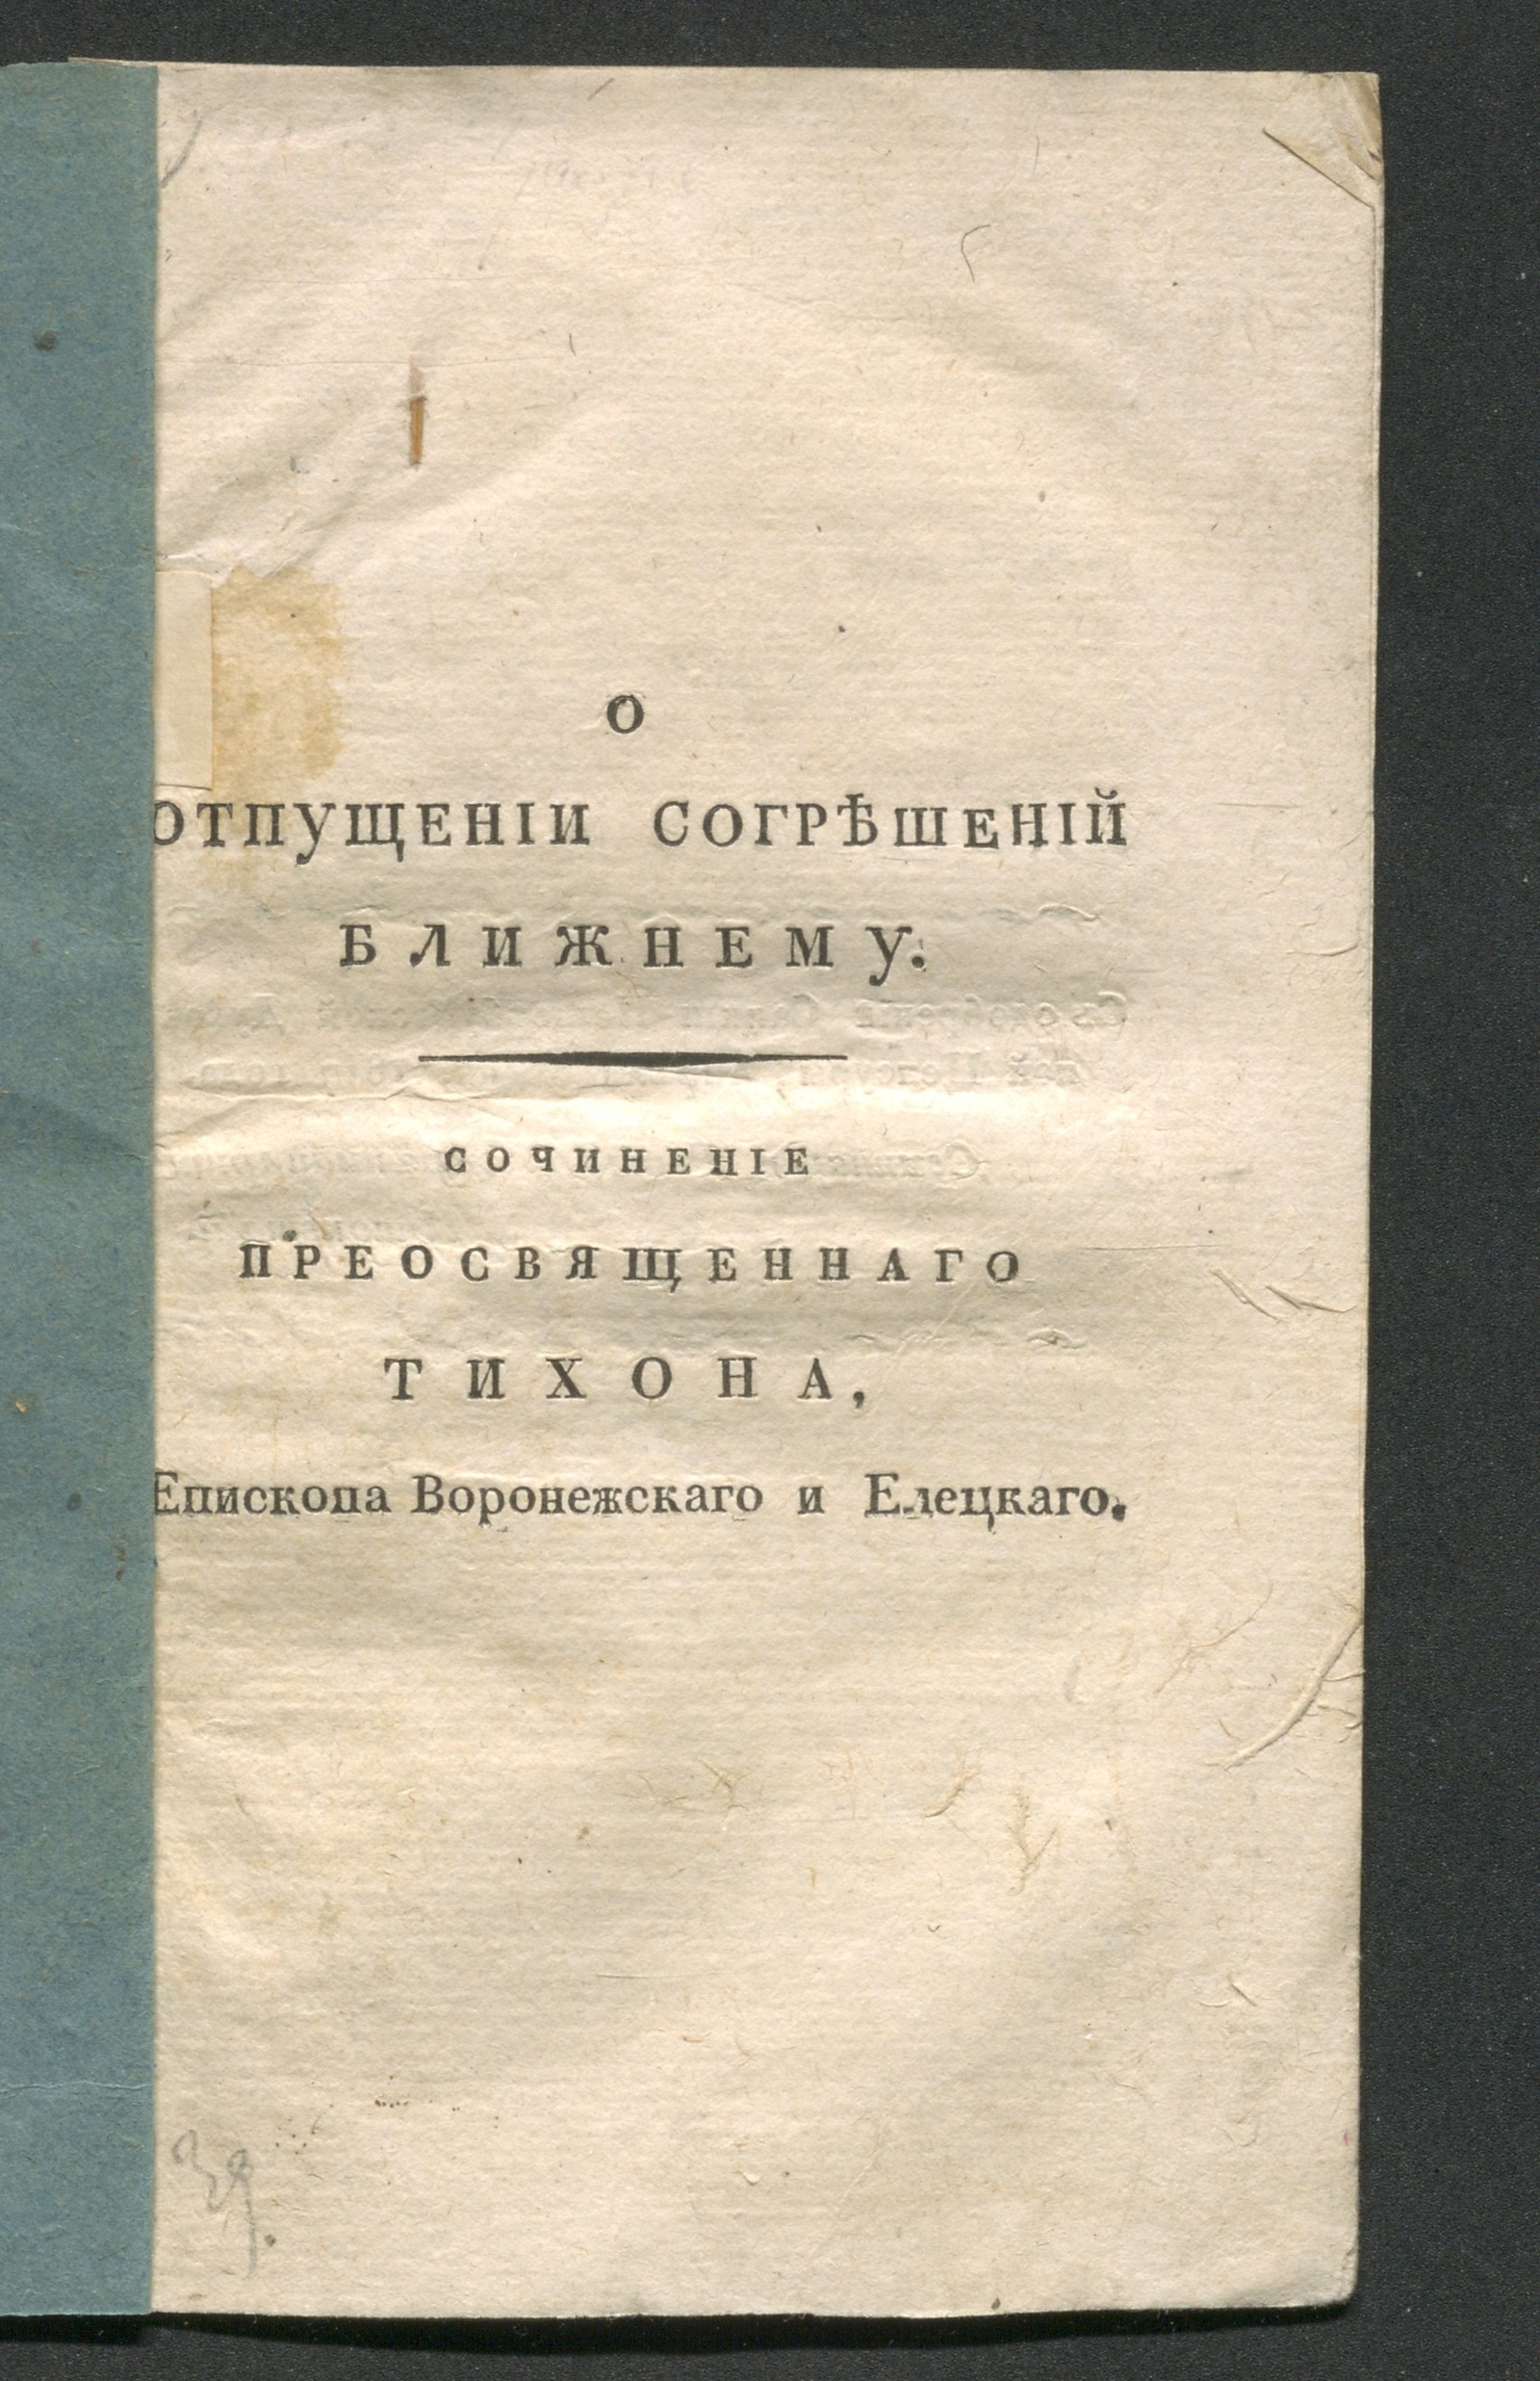 О
ОТПУЩЕНІИ СОГРѢШЕНІЙ
БЛИЖНЕМУ.
СОЧИНЕНІЕ
ПРЕОСВЯЩЕННАГО
ТИХОНА,
Епископа Воронежскаго и Елецкаго.